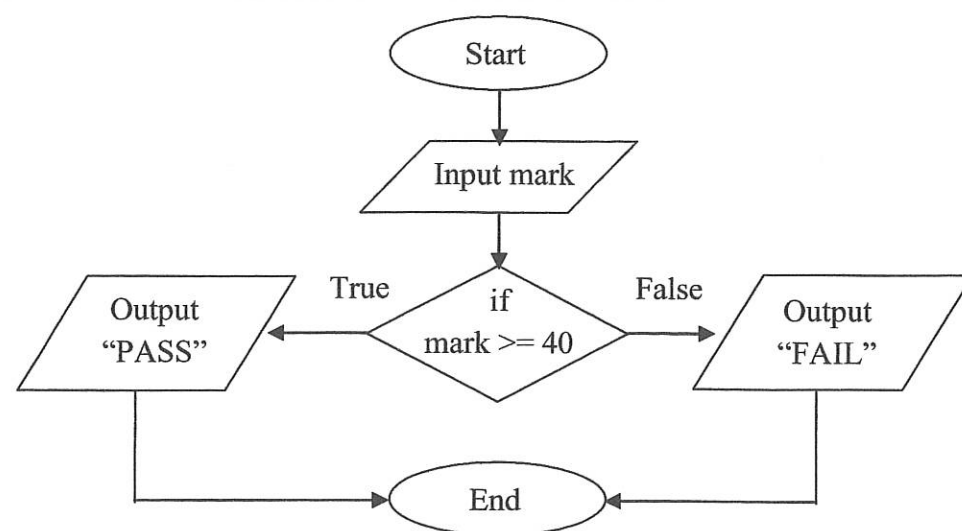 Start
Input mark
True
if
mark >= 40
False
Output
“PASS”
Output
“FAIL”
End